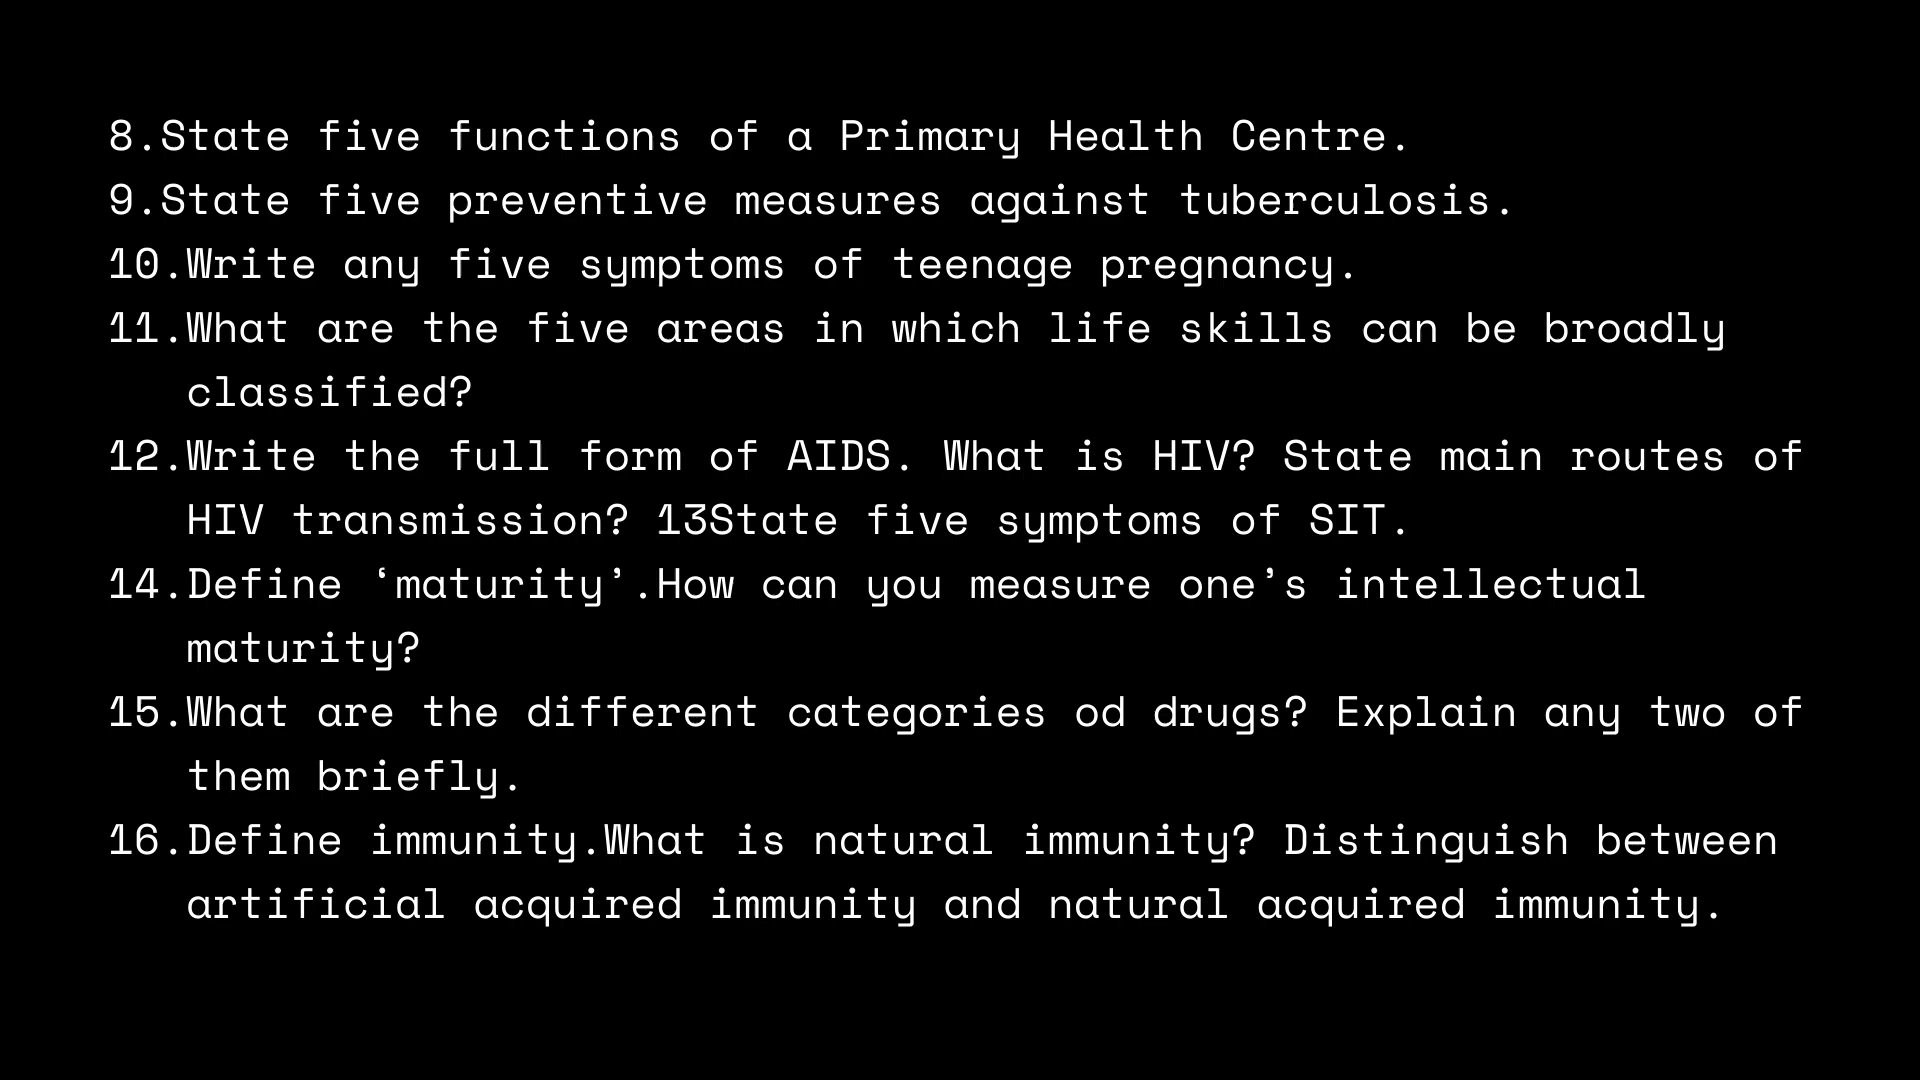 8.State five functions of a Primary Health Centre.
9.State five preventive measures against tuberculosis.
10.Write any five symptoms of teenage pregnancy.
11.What are the five areas in which life skills can be broadly
classified?
12.Write the full form of AIDS. What is HIV? State main routes of
HIV transmission? 13State five symptoms of SIT.
14.Define ‘maturity’.How can you measure one’s intellectual
maturity?
15.What are the different categories od drugs? Explain any two of
them briefly.
16.Define immunity.What is natural immunity? Distinguish between
artificial acquired immunity and natural acquired immunity.